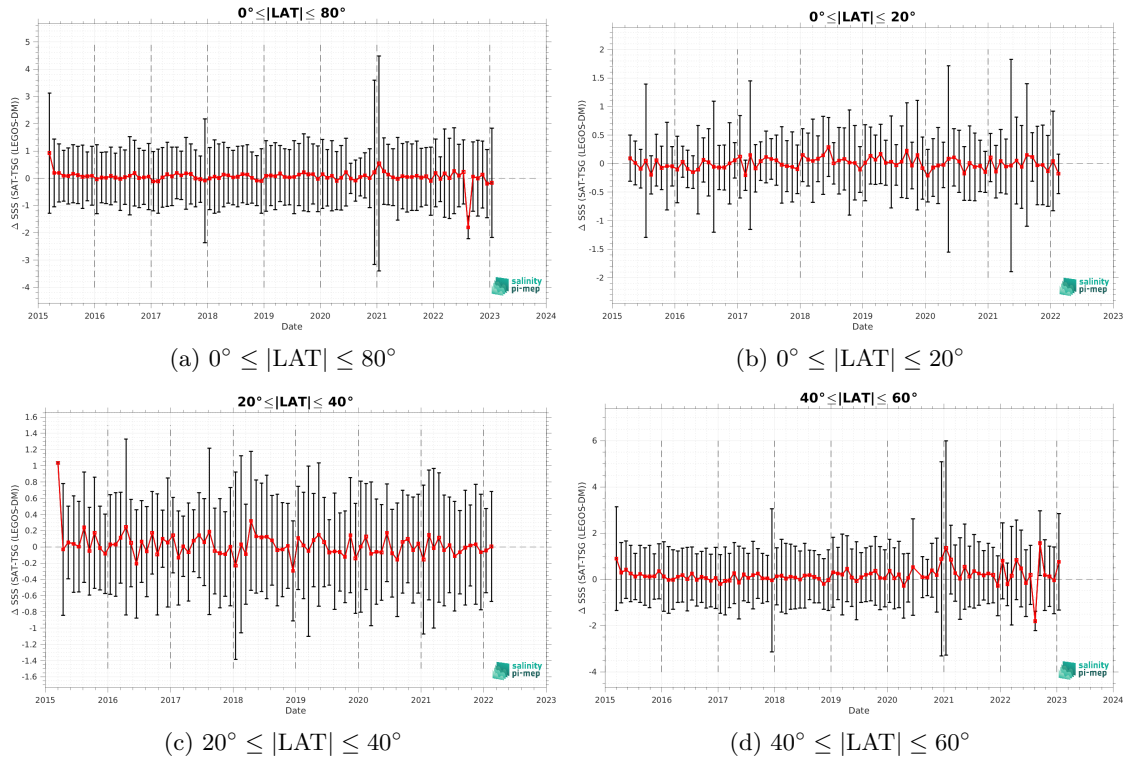 0°≤|LAT|≤ 80°
Δ SSS (SAT-TSG (LEGOS-DM))
5
4
3
2
1
0
-1
-2
-3
-4
2015 2016 2017 2018 2019 2020 2021 2022 2023 2024
Date
salinity
pi-mep
(a) 0° ≤ |LAT| ≤ 80°
0°≤|LAT|≤ 20°
Δ SSS (SAT-TSG (LEGOS-DM))
2
1.5
1
0.5
0
-0.5
-1
-1.5
-2
2015 2016 2017 2018 2019 2020 2021 2022 2023
Date
salinity
pi-mep
(b) 0° ≤ |LAT| ≤ 20°
20°≤|LAT|≤ 40°
Δ SSS (SAT-TSG (LEGOS-DM))
1.6
1.4
1.2
1
0.8
0.6
0.4
0.2
0
-0.2
-0.4
-0.6
-0.8
-1
-1.2
-1.4
-1.6
2015 2016 2017 2018 2019 2020 2021 2022 2023
Date
salinity
pi-mep
(c) 20° ≤ |LAT| ≤ 40°
40°≤|LAT|≤ 60°
Δ SSS (SAT-TSG (LEGOS-DM))
6
4
2
0
-2
-4
2015 2016 2017 2018 2019 2020 2021 2022 2023 2024
Date
salinity
pi-mep
(d) 40° ≤ |LAT| ≤ 60°